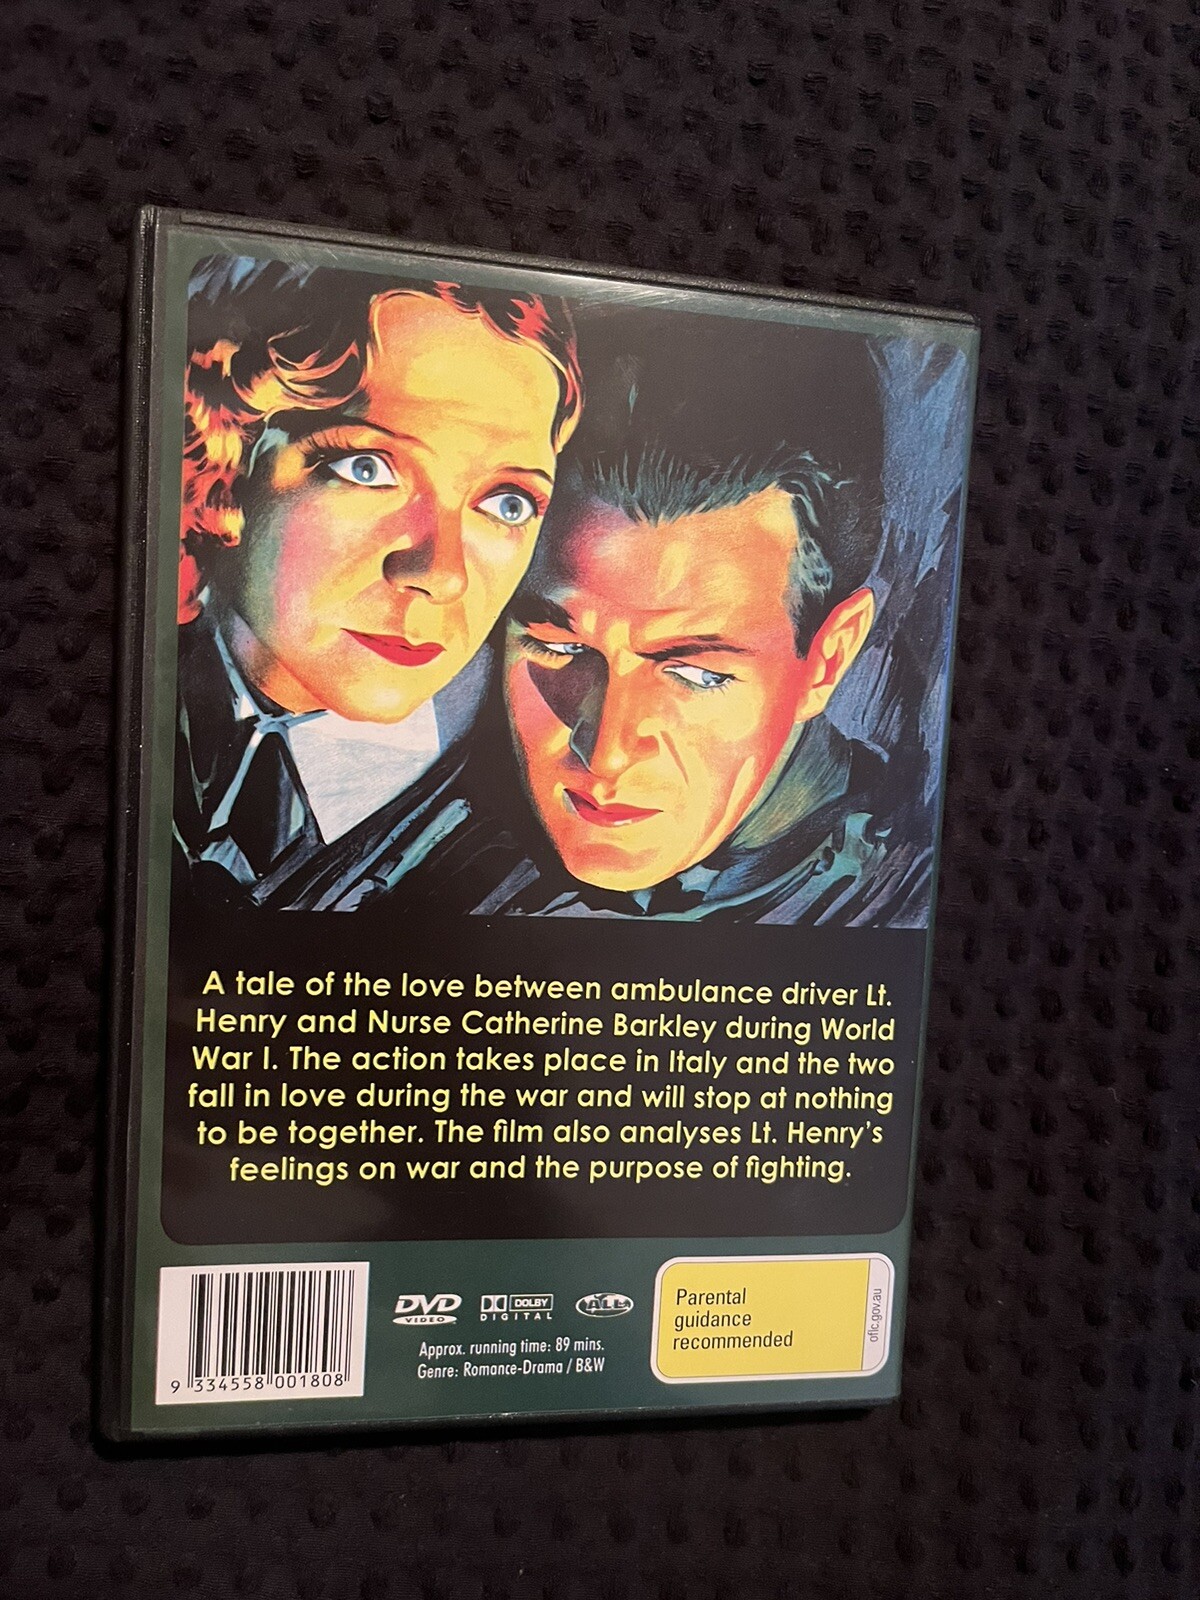 A tale of the love between ambulance driver Lt.
Henry and Nurse Catherine Barkley during World
War I. The action takes place in Italy and the two
fall in love during the war and will stop at nothing
to be together. The film also analyses Lt. Henry's
feelings on war and the purpose of fighting.
9 334558 001808
DVD
VIDEO
DOLBY
DIGITAL
ALL
Approx. running time: 89 mins.
Genre: Romance-Drama / B&W
Parental
guidance
recommended
oflc.gov.au